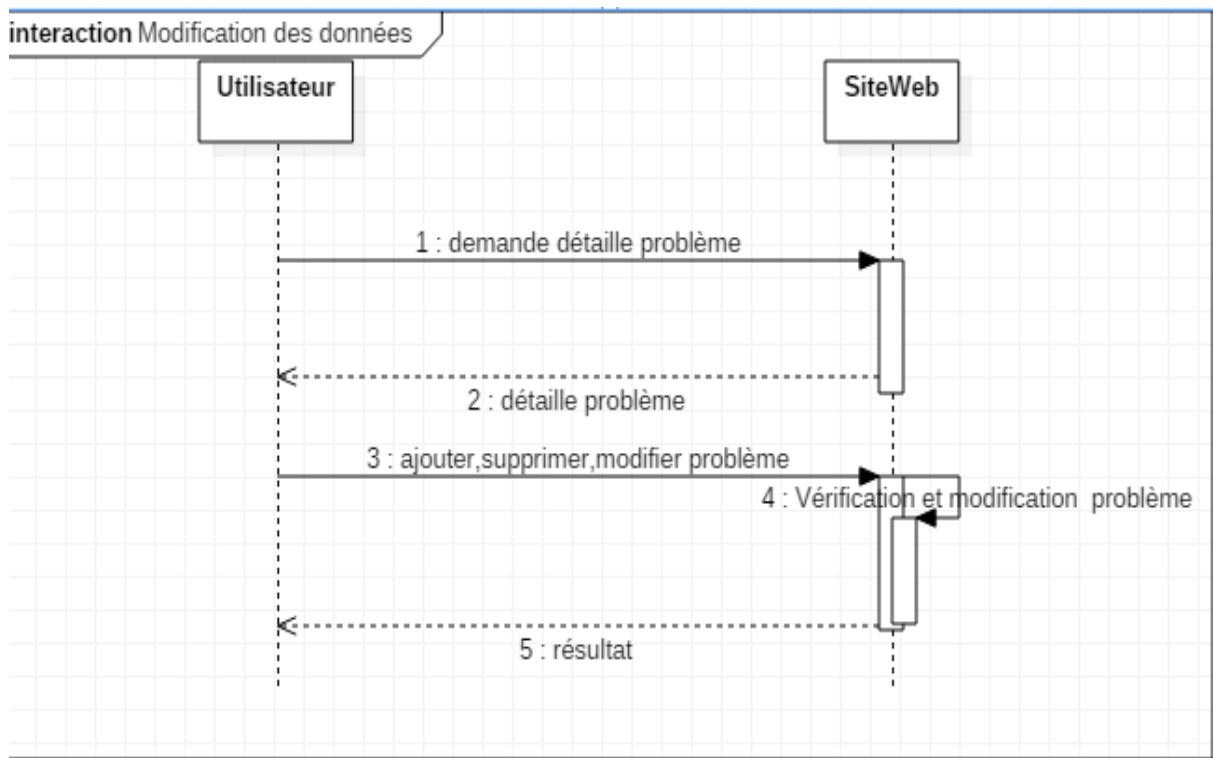 interaction Modification des données
Utilisateur
SiteWeb
1 : demande détaille problème
2 : détaille problème
3 : ajouter,supprimer,modifier problème
4 : Vérification et modification problème
5 : résultat